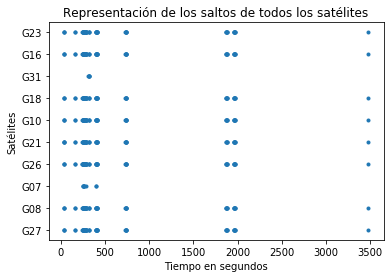 Representación de los saltos de todos los satélites
G23
G16
G31
G18
G10
G21
G26
G07
G08
G27
Satélites
0 500 1000 1500 2000 2500 3000 3500
Tiempo en segundos